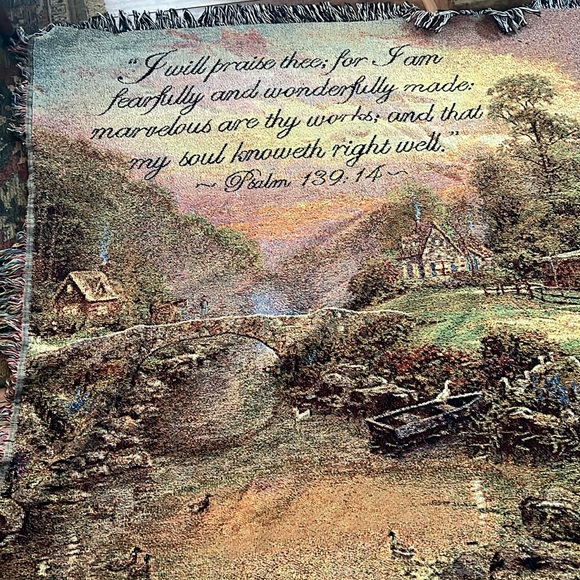 “I will praise thee; for I am
fearfully and wonderfully made:
marvelous are thy works; and that
my soul knoweth right well.”
~ Psalm 139:14 ~